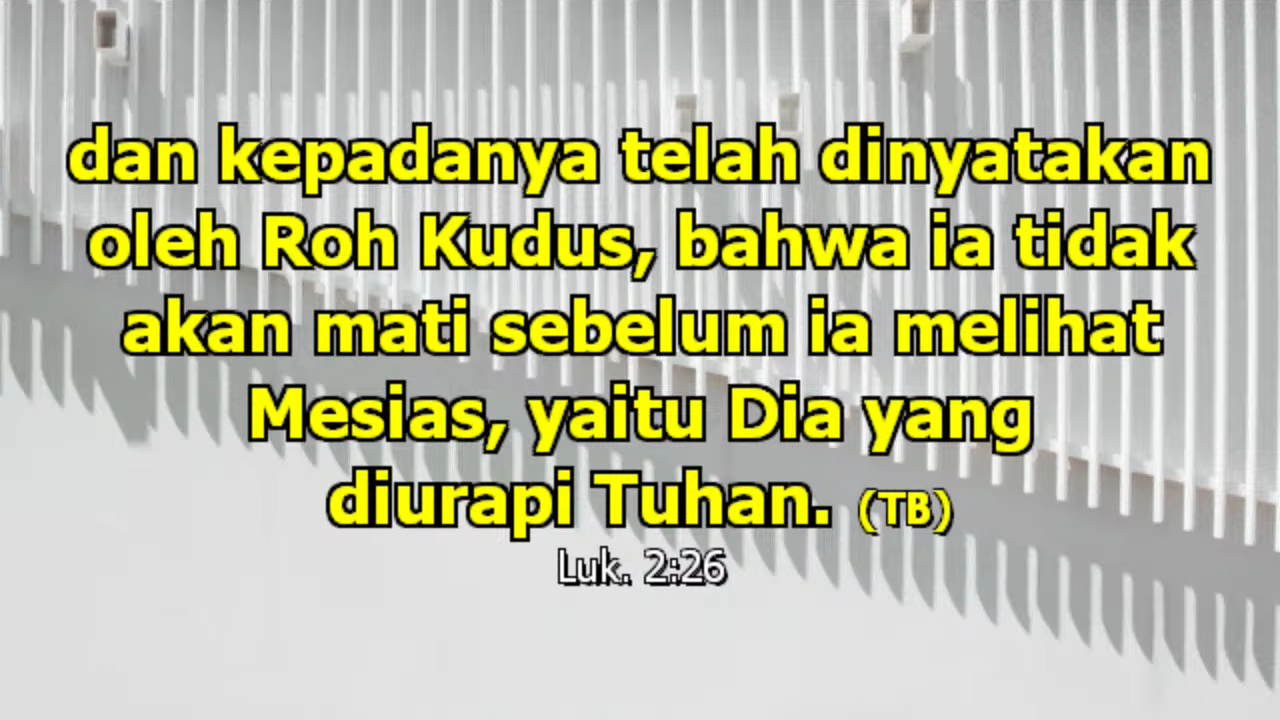 dan kepadanya telah dinyatakan
oleh Roh Kudus, bahwa ia tidak
akan mati sebelum ia melihat
Mesias, yaitu Dia yang
diurapi Tuhan. (TB)
Luk. 2:26